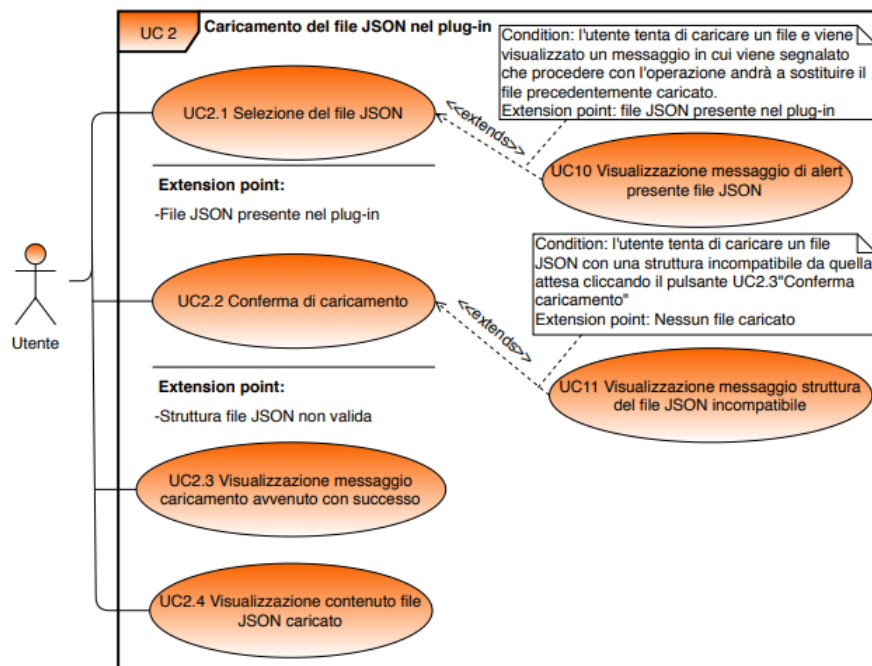 UC 2
Caricamento del file JSON nel plug-in
Condition: l'utente tenta di caricare un file e viene
visualizzato un messaggio in cui viene segnalato
che procedere con l'operazione andrà a sostituire il
file precedentemente caricato.
Extension point: file JSON presente nel plug-in
UC2.1 Selezione del file JSON
<<extends>>
UC10 Visualizzazione messaggio di alert
presente file JSON
Extension point:
-File JSON presente nel plug-in
Condition: l'utente tenta di caricare un file
JSON con una struttura incompatibile da quella
attesa cliccando il pulsante UC2.3"Conferma
caricamento"
Extension point: Nessun file caricato
UC2.2 Conferma di caricamento
<<extends>>
Utente
UC11 Visualizzazione messaggio struttura
del file JSON incompatibile
Extension point:
-Struttura file JSON non valida
UC2.3 Visualizzazione messaggio
caricamento avvenuto con successo
UC2.4 Visualizzazione contenuto file
JSON caricato